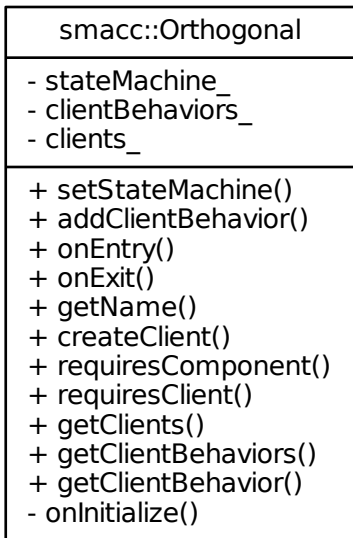 smacc::Orthogonal
- stateMachine_
- clientBehaviors_
- clients_
+ setStateMachine()
+ addClientBehavior()
+ onEntry()
+ onExit()
+ getName()
+ createClient()
+ requiresComponent()
+ requiresClient()
+ getClients()
+ getClientBehaviors()
+ getClientBehavior()
- onInitialize()